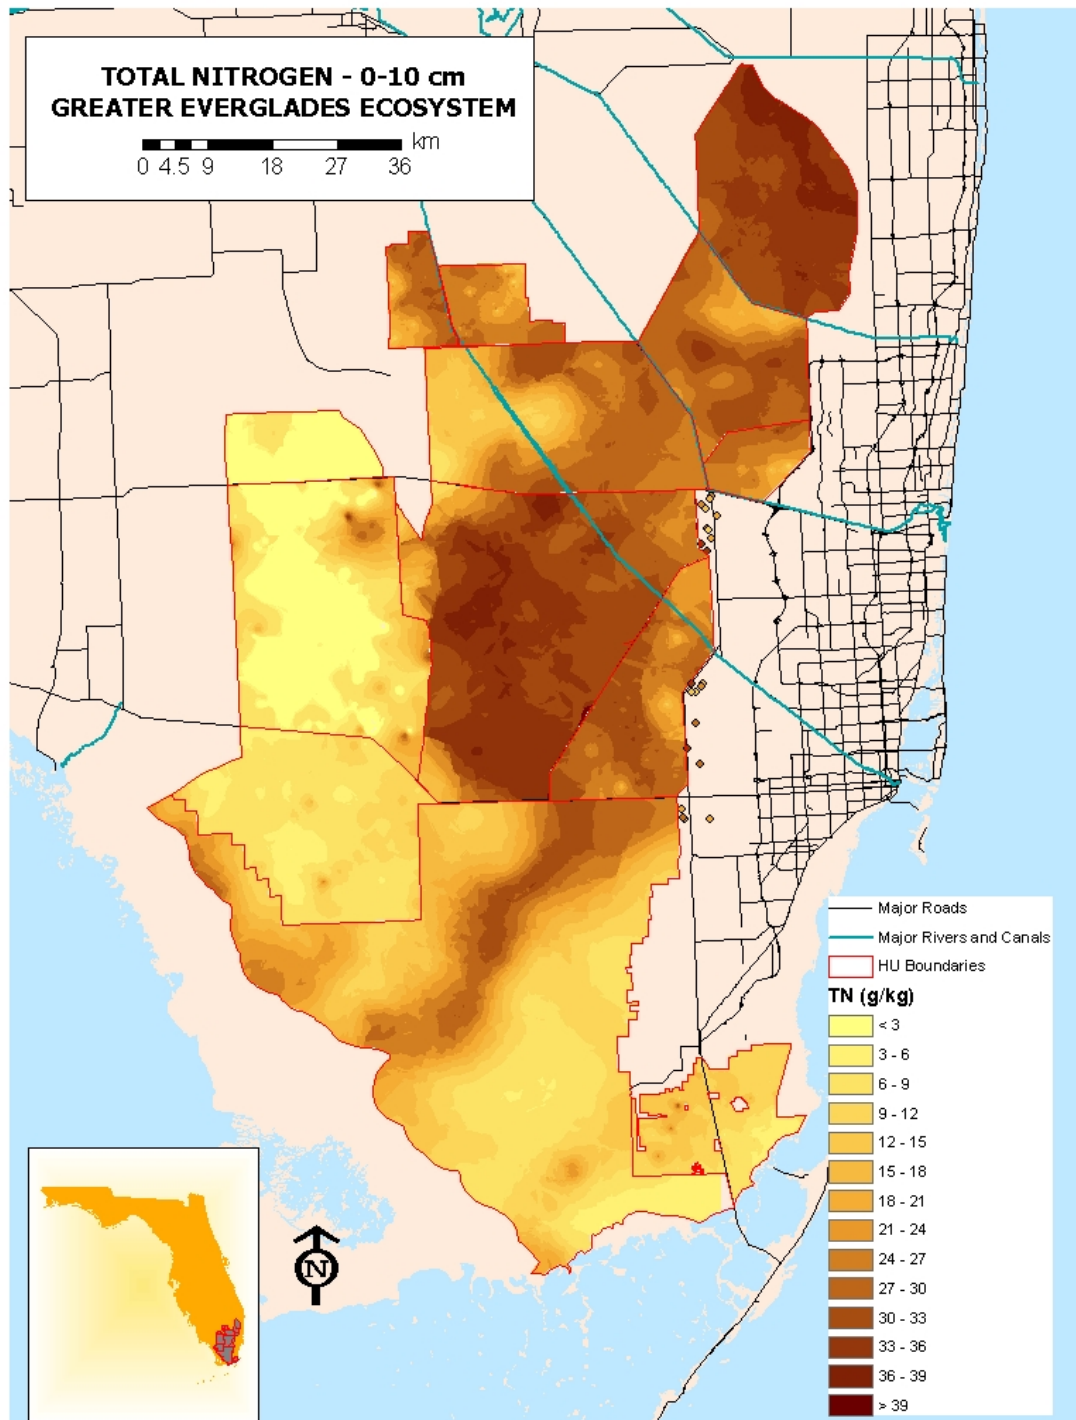 TOTAL NITROGEN - 0-10 cm
GREATER EVERGLADES ECOSYSTEM
km
0 4.5 9 18 27 36
Major Roads
Major Rivers and Canals
HU Boundaries
TN (g/kg)
< 3
3 - 6
6 - 9
9 - 12
12 - 15
15 - 18
18 - 21
21 - 24
24 - 27
27 - 30
30 - 33
33 - 36
36 - 39
> 39
N